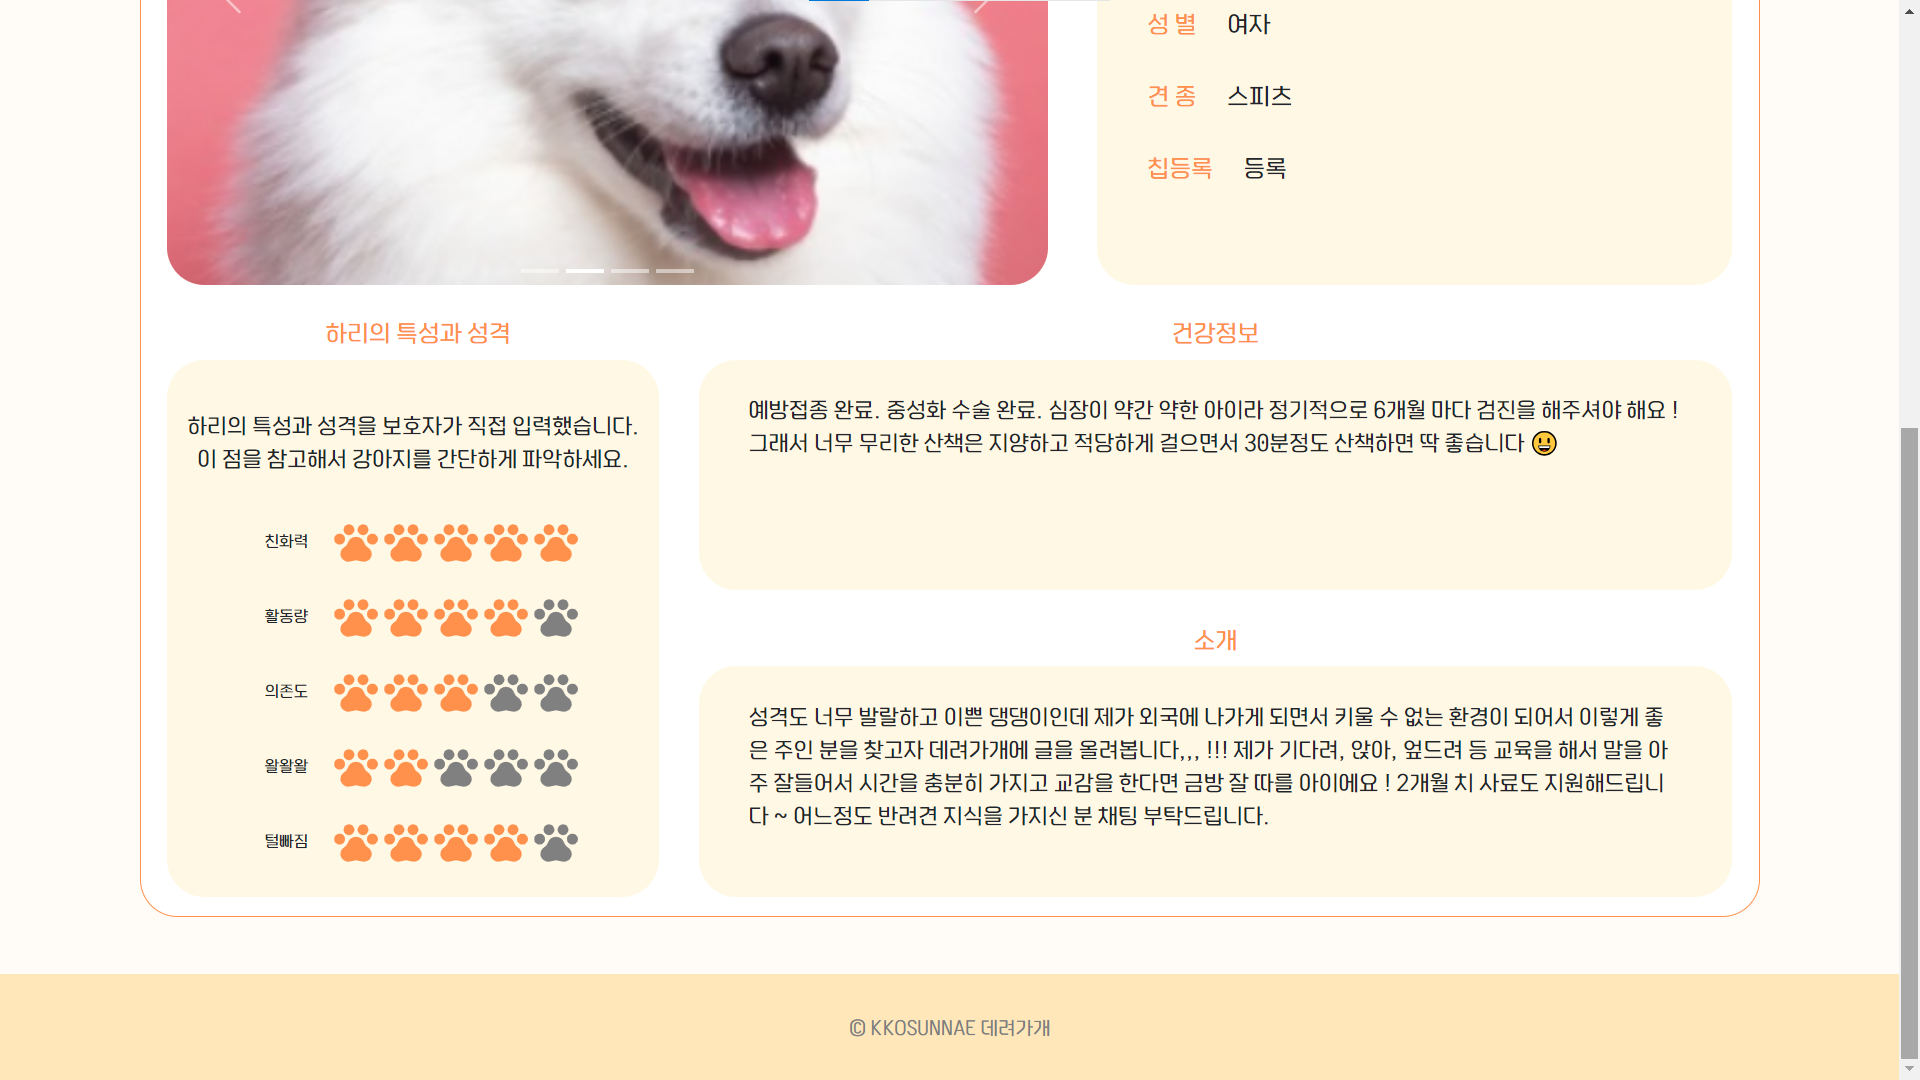 성 별 여자
견 종 스피츠
칩등록 등록
하리의 특성과 성격
하리의 특성과 성격을 보호자가 직접 입력했습니다.
이 점을 참고해서 강아지를 간단하게 파악하세요.
친화력
활동량
의존도
왈왈왈
털빠짐
건강정보
예방접종 완료. 중성화 수술 완료. 심장이 약간 약한 아이라 정기적으로 6개월 마다 검진을 해주셔야 해요 !
그래서 너무 무리한 산책은 지양하고 적당하게 걸으면서 30분정도 산책하면 딱 좋습니다 😃
소개
성격도 너무 발랄하고 이쁜 댕댕이인데 제가 외국에 나가게 되면서 키울 수 없는 환경이 되어서 이렇게 좋
은 주인 분을 찾고자 데려가개에 글을 올려봅니다,,, !!! 제가 기다려, 앉아, 엎드려 등 교육을 해서 말을 아
주 잘들어서 시간을 충분히 가지고 교감을 한다면 금방 잘 따를 아이에요 ! 2개월 치 사료도 지원해드립니
다 ~ 어느정도 반려견 지식을 가지신 분 채팅 부탁드립니다.
© KKOSUNNAE 데려가개